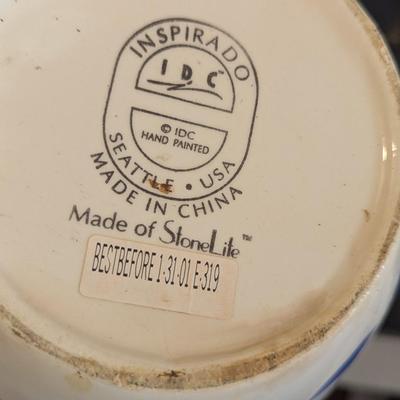 INSPIRADO
IDC
© IDC
HAND PAINTED
SEATTLE • USA
MADE IN CHINA
Made of StoneLite™
BESTBEFORE 1-31-01 E-319